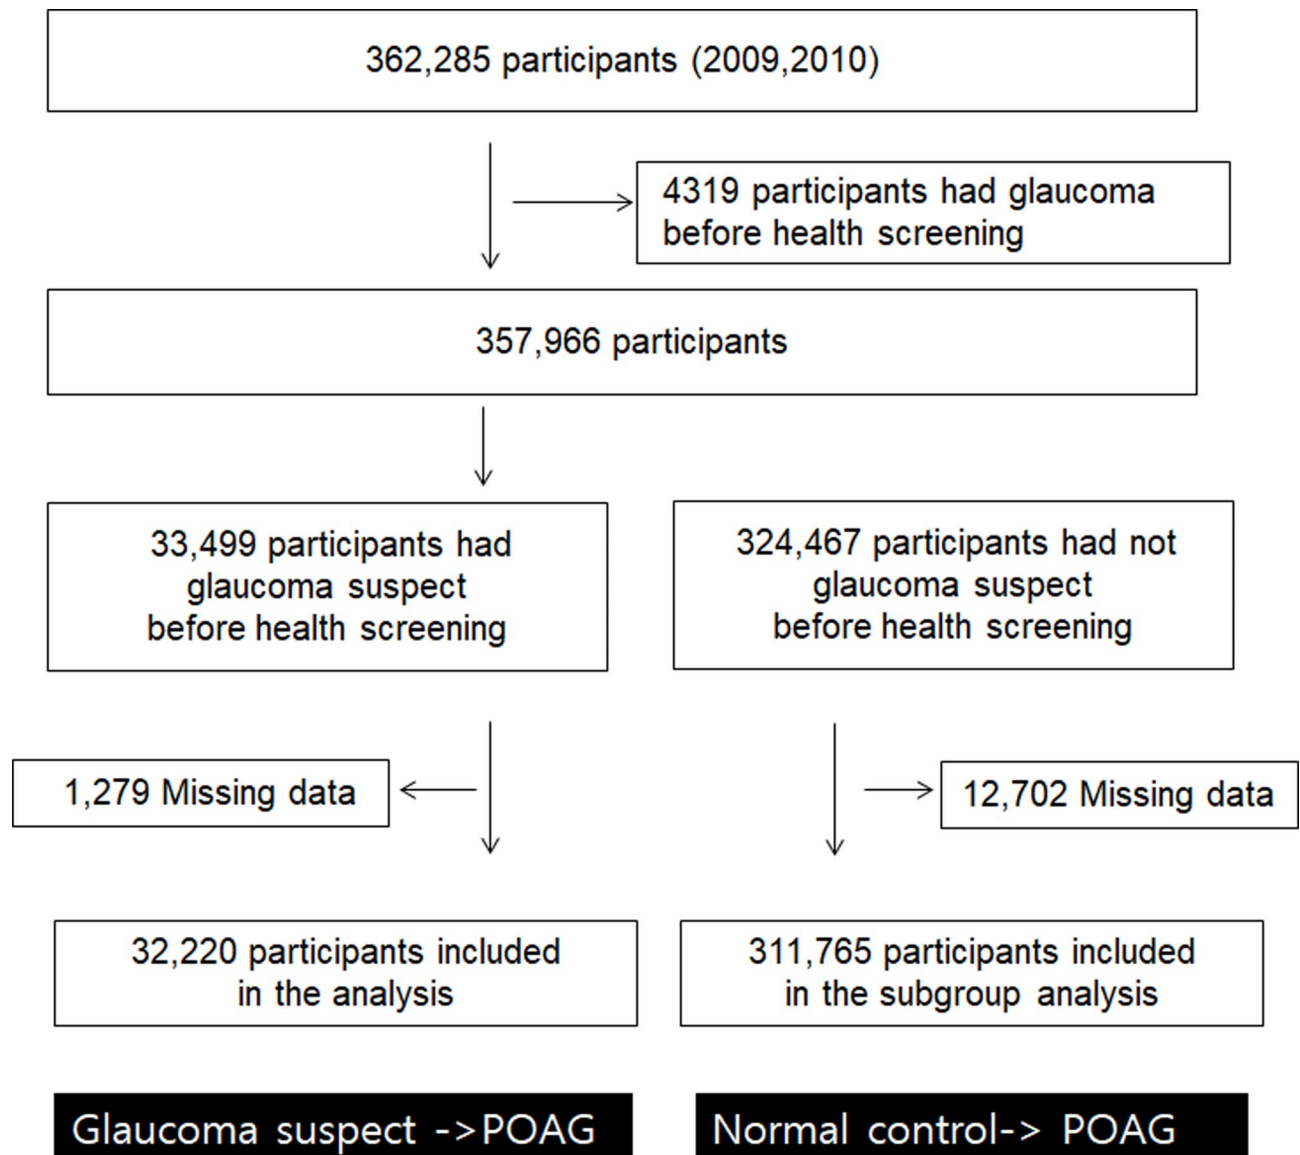 362,285 participants (2009,2010)
4319 participants had glaucoma
before health screening
357,966 participants
33,499 participants had
glaucoma suspect
before health screening
324,467 participants had not
glaucoma suspect
before health screening
1,279 Missing data
12,702 Missing data
32,220 participants included
in the analysis
311,765 participants included
in the subgroup analysis
Glaucoma suspect ->POAG
Normal control-> POAG